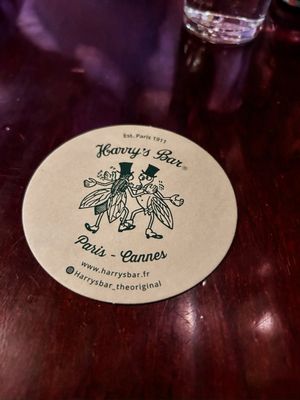 Est. Paris 1911
Harry's Bar®
Paris - Cannes
www.harrysbar.fr
Harrysbar_theoriginal